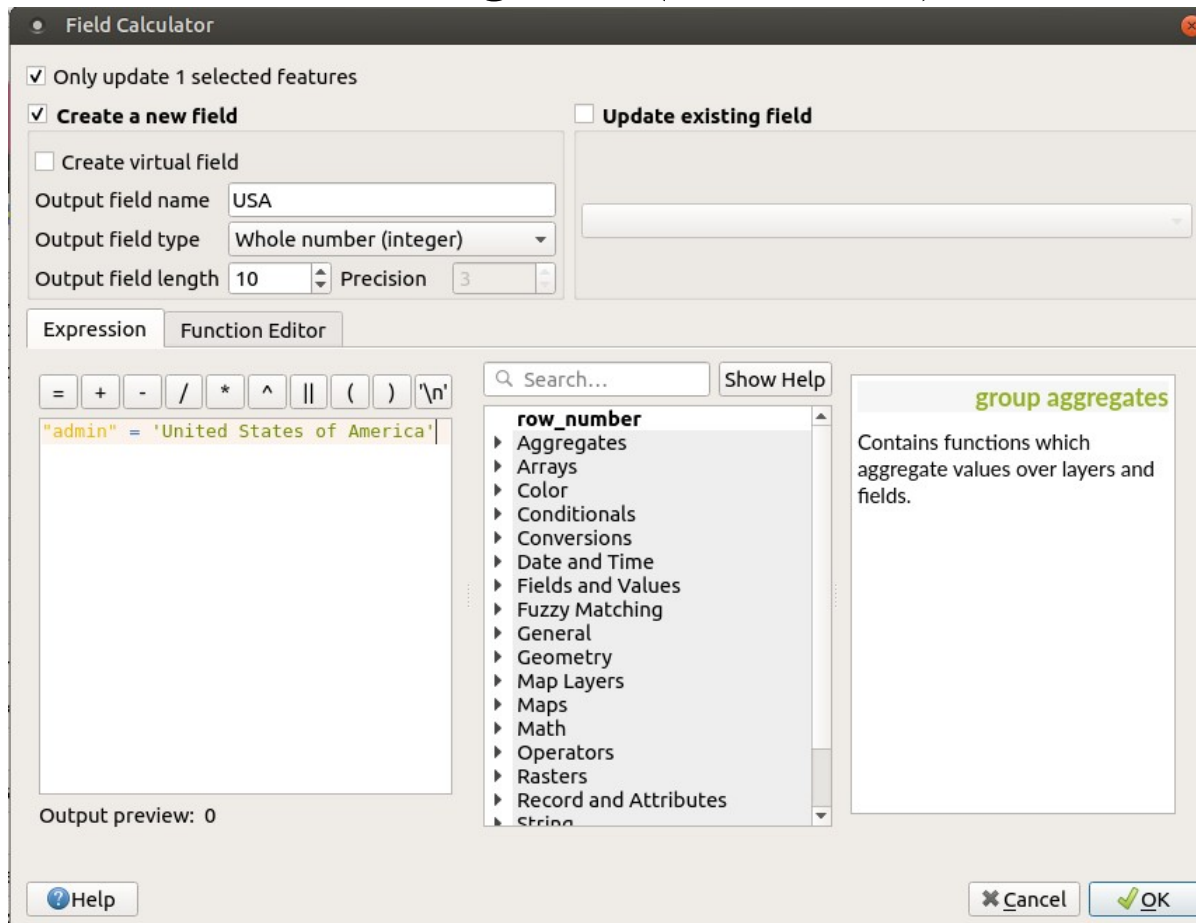 Field Calculator
Only update 1 selected features
Create a new field
Update existing field
Create virtual field
Output field name USA
Output field type Whole number (integer)
Output field length 10 Precision 3
Expression Function Editor
= + - / * ^ || ( ) '\n'
Search... Show Help
"admin" = 'United States of America'
row_number
Aggregates
Arrays
Color
Conditionals
Conversions
Date and Time
Fields and Values
Fuzzy Matching
General
Geometry
Map Layers
Maps
Math
Operators
Rasters
Record and Attributes
String
group aggregates
Contains functions which
aggregate values over layers and
fields.
Output preview: 0
Help
Cancel
OK